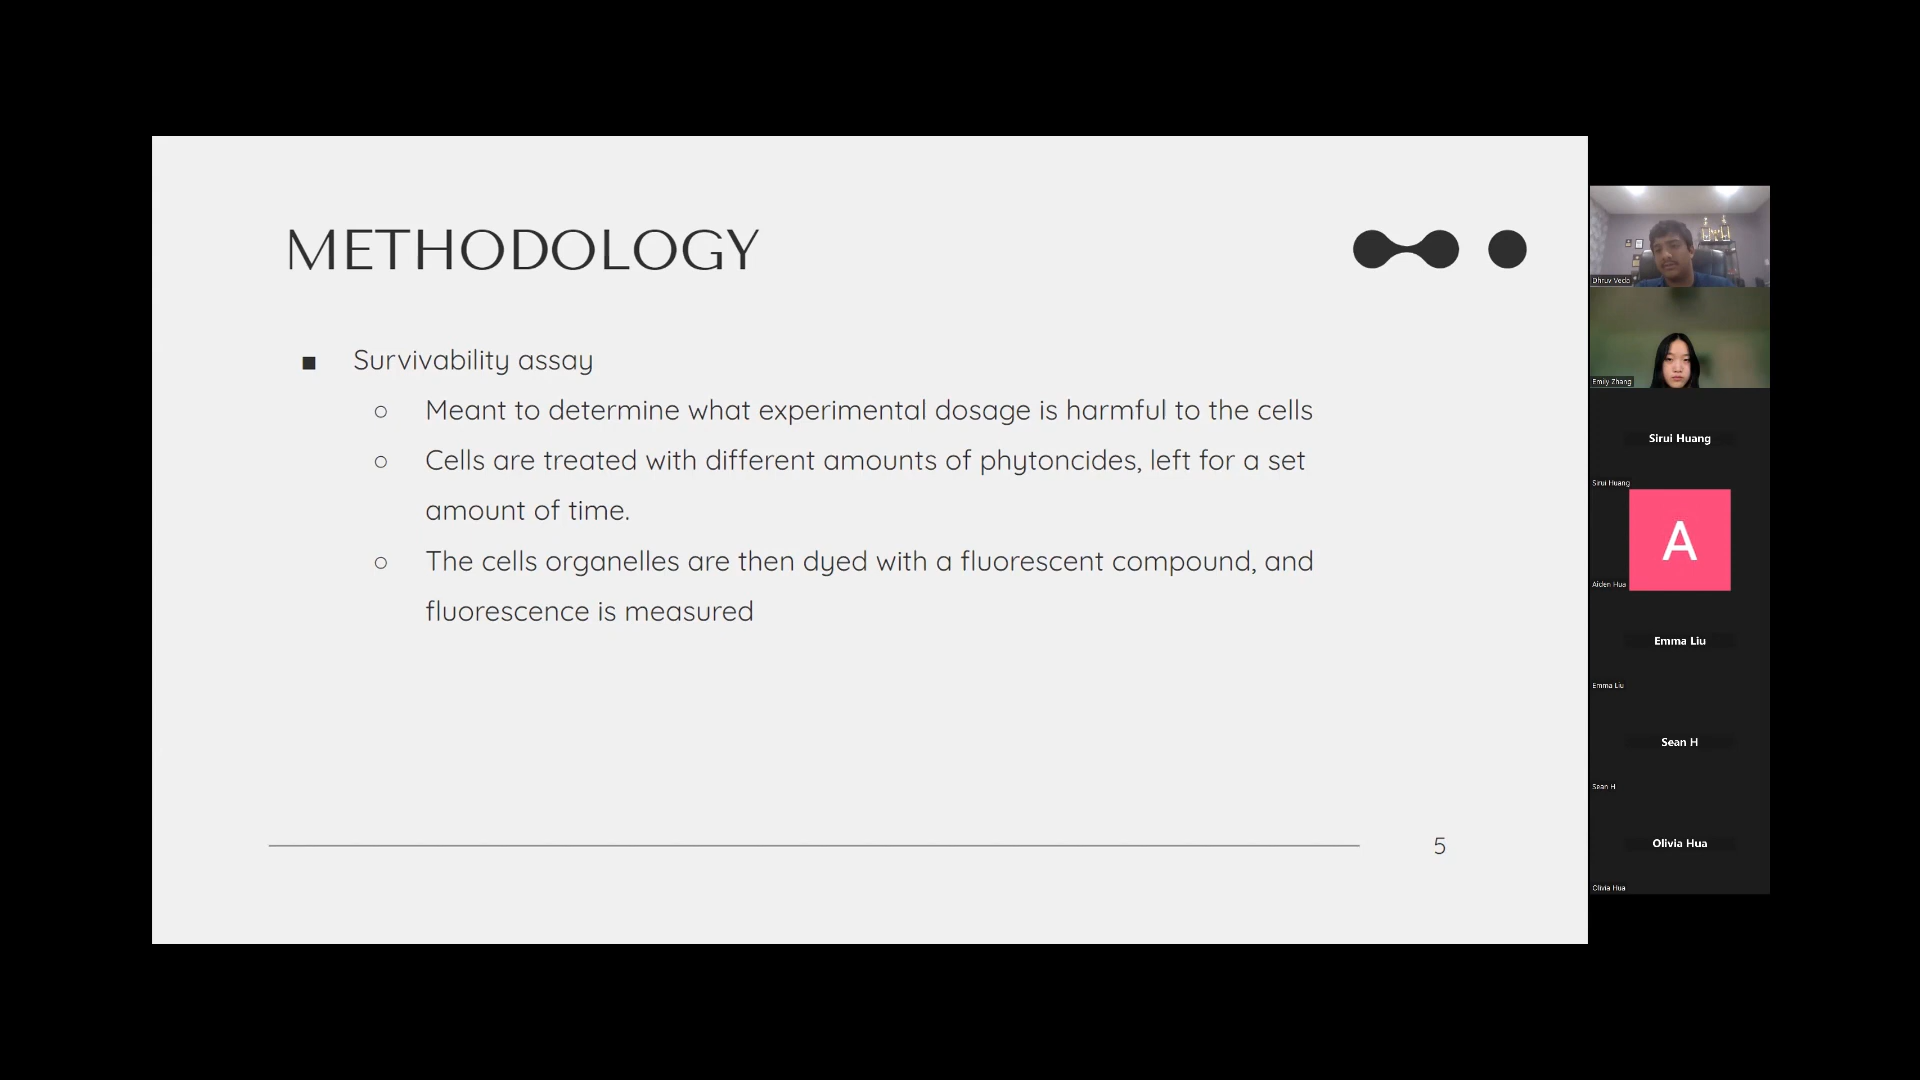 METHODOLOGY
■ Survivability assay
○ Meant to determine what experimental dosage is harmful to the cells
○ Cells are treated with different amounts of phytoncides, left for a set
amount of time.
○ The cells organelles are then dyed with a fluorescent compound, and
fluorescence is measured
5
Dhruv Veda
Emily Zhang
Sirui Huang
Sirui Huang
A
Aiden Hua
Emma Liu
Emma Liu
Sean H
Sean H
Olivia Hua
Olivia Hua